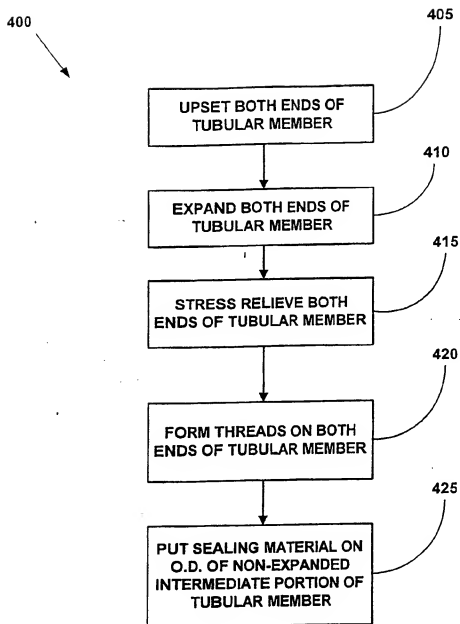 400
405
UPSET BOTH ENDS OF
TUBULAR MEMBER
410
EXPAND BOTH ENDS OF
TUBULAR MEMBER
415
STRESS RELIEVE BOTH
ENDS OF TUBULAR MEMBER
420
FORM THREADS ON BOTH
ENDS OF TUBULAR MEMBER
425
PUT SEALING MATERIAL ON
O.D. OF NON-EXPANDED
INTERMEDIATE PORTION OF
TUBULAR MEMBER